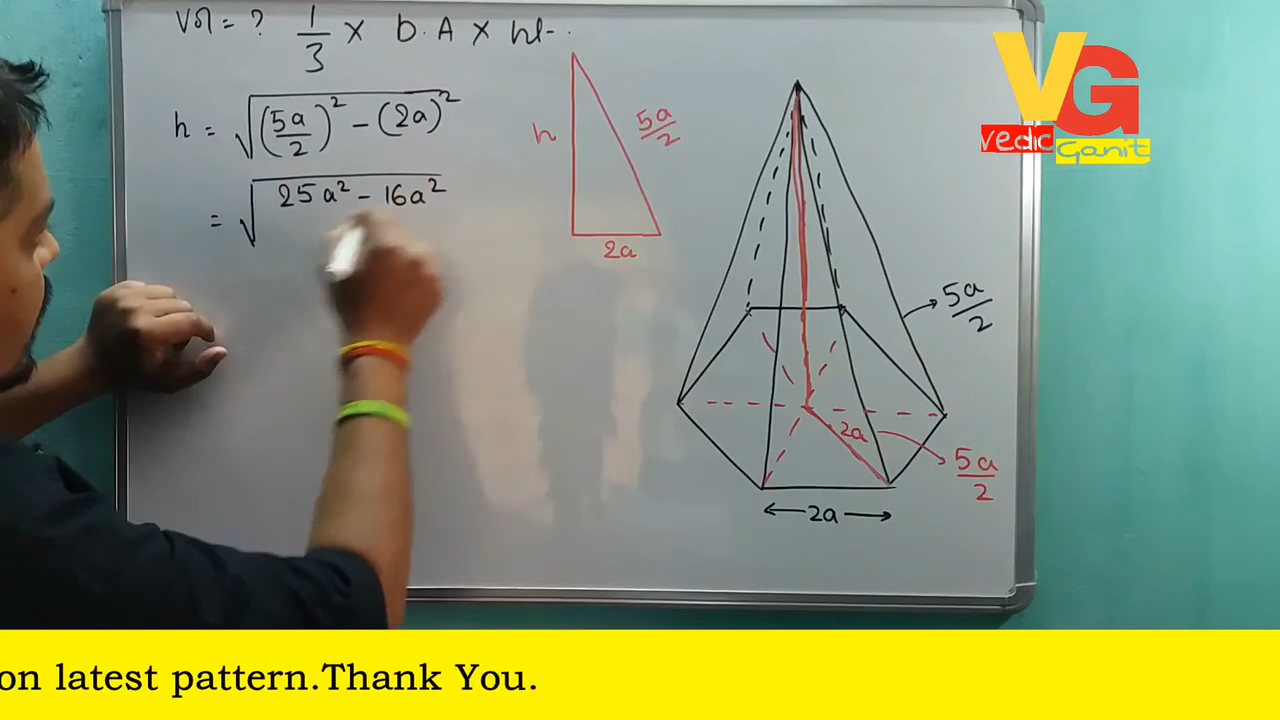 Vol = ? 1/3 × b.A × ht.
h = √((5a/2)² - (2a)²)
= √(25a² - 16a²
h
5a/2
2a
5a/2
2a
5a/2
2a
VG
vedic Ganit
on latest pattern.Thank You.